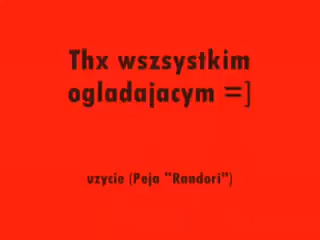 Thx wszsystkim
ogladajacym =]
uzycie (Peja "Randori")